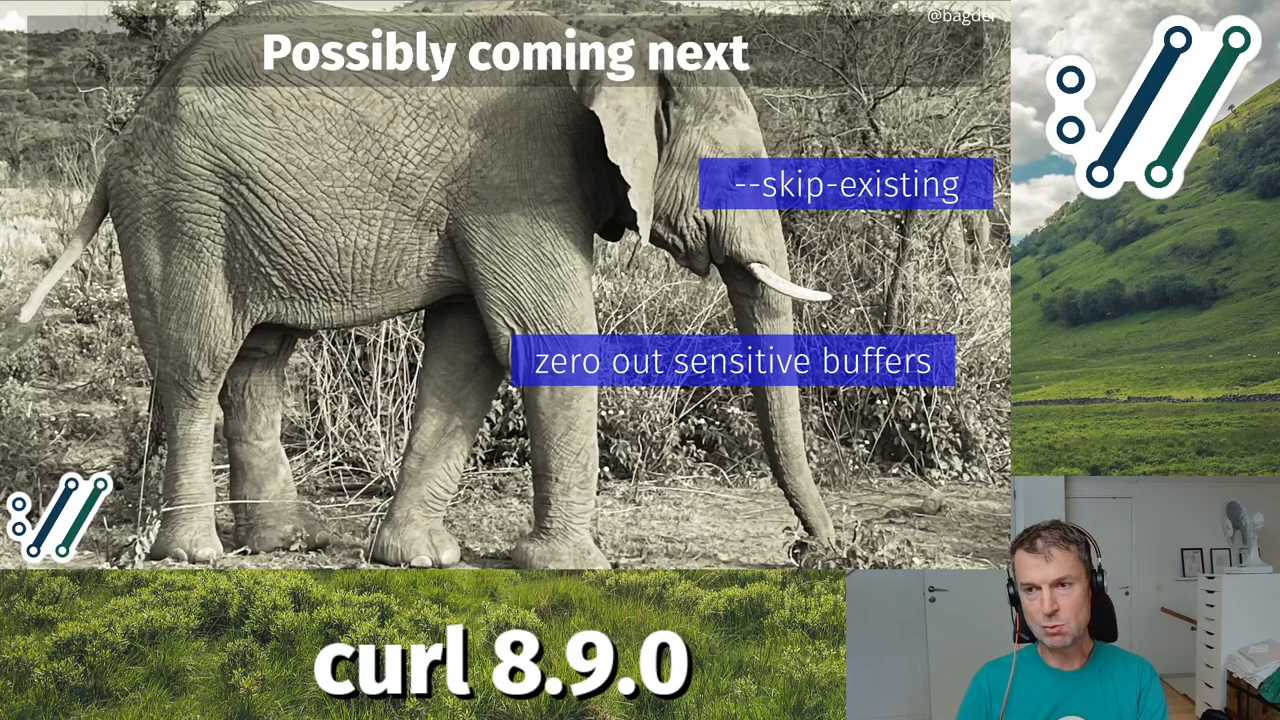 @bagder
Possibly coming next
--skip-existing
zero out sensitive buffers
curl 8.9.0